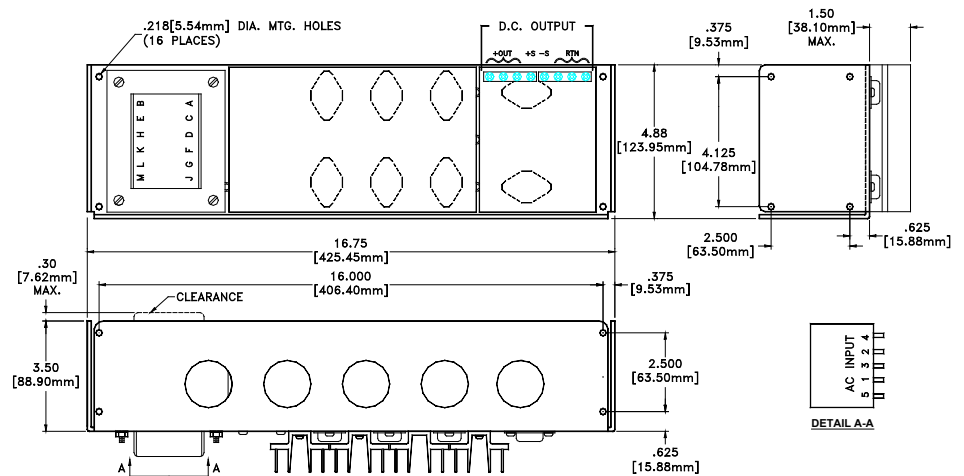 .218[5.54mm] DIA. MTG. HOLES
(16 PLACES)
D.C. OUTPUT
+OUT +S -S RTN
.375
[9.53mm]
1.50
[38.10mm]
MAX.
M L K H E B
J G F D C A
4.88
[123.95mm]
4.125
[104.78mm]
2.500
[63.50mm]
.625
[15.88mm]
16.75
[425.45mm]
.30
[7.62mm]
MAX.
16.000
[406.40mm]
.375
[9.53mm]
CLEARANCE
3.50
[88.90mm]
2.500
[63.50mm]
.625
[15.88mm]
A A
AC INPUT
5 1 3 2 4
DETAIL A-A